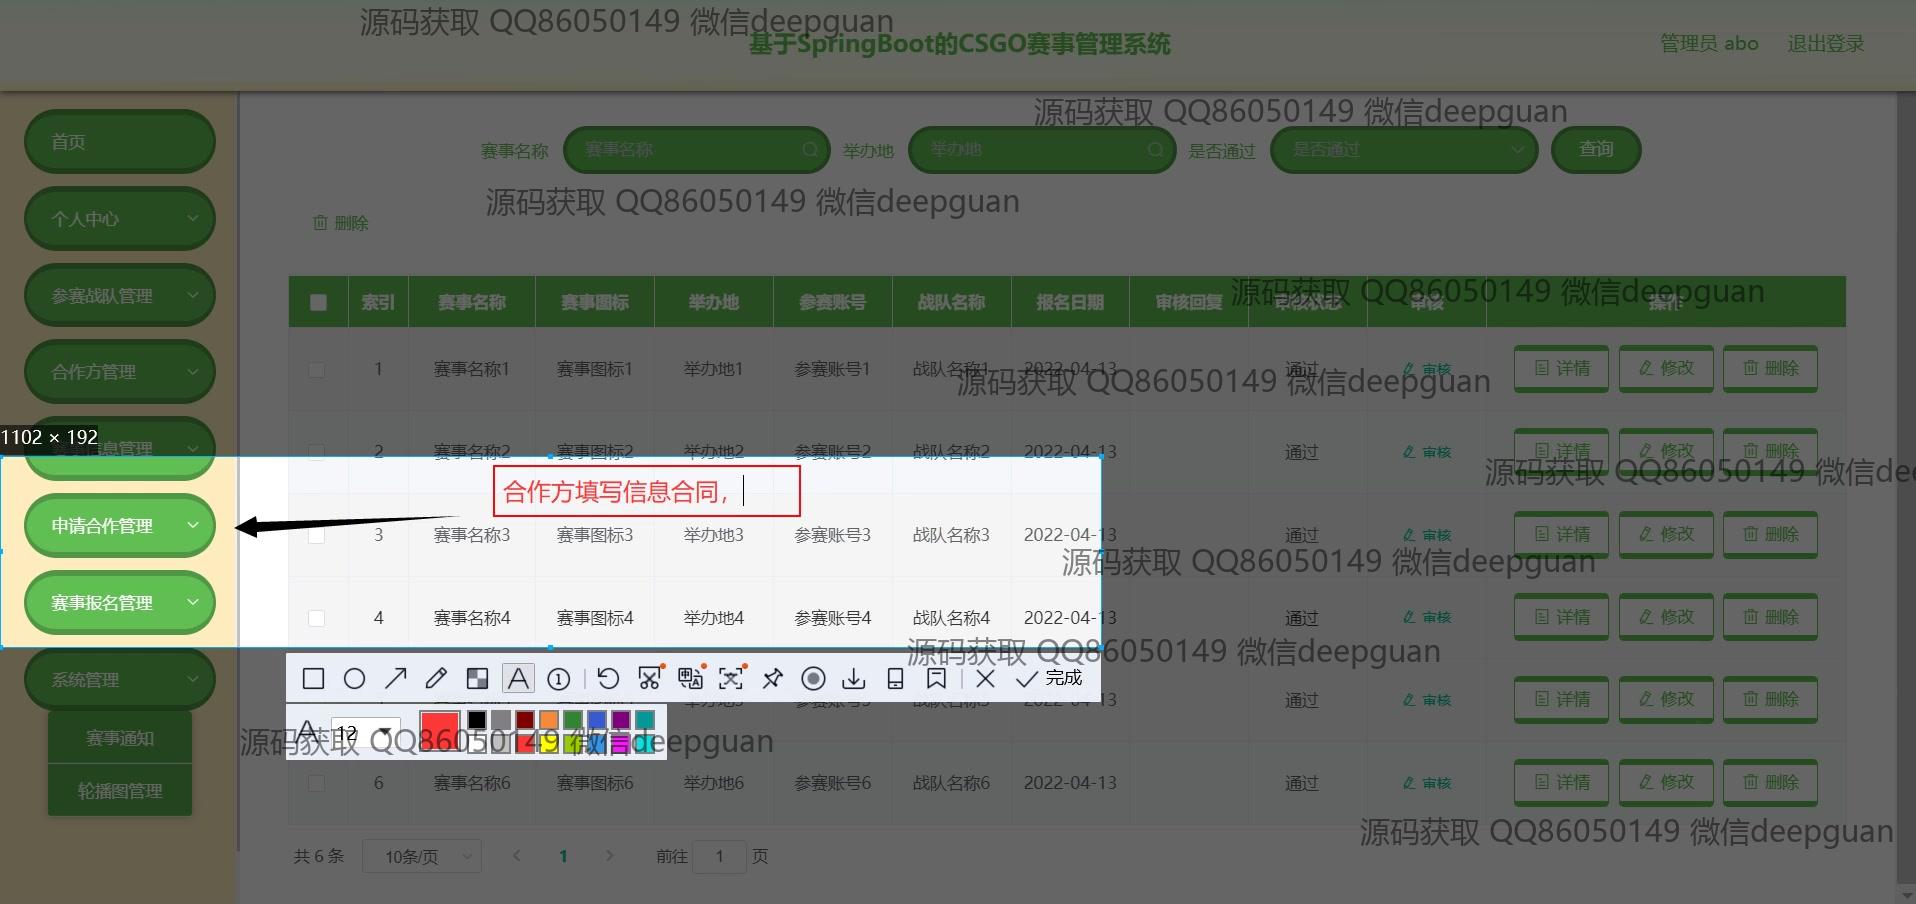 源码获取 QQ86050149 微信deepguan
基于SpringBoot的CSGO赛事管理系统
管理员 abo
退出登录
源码获取 QQ86050149 微信deepguan
首页
个人中心
参赛战队管理
合作方管理
赛事信息管理
1102 × 192
申请合作管理
赛事报名管理
系统管理
赛事通知
轮播图管理
赛事名称 赛事名称 举办地 举办地 是否通过 是否通过 查询
源码获取 QQ86050149 微信deepguan
删除
索引 赛事名称 赛事图标 举办地 参赛账号 战队名称 报名日期 审核回复 审核状态 审核 操作
源码获取 QQ86050149 微信deepguan
1 赛事名称1 赛事图标1 举办地1 参赛账号1 战队名称1 2022-04-13 通过 审核 详情 修改 删除
源码获取 QQ86050149 微信deepguan
2 赛事名称2 赛事图标2 举办地2 参赛账号2 战队名称2 2022-04-13 通过 审核 详情 修改 删除
源码获取 QQ86050149 微信dee
合作方填写信息合同，
3 赛事名称3 赛事图标3 举办地3 参赛账号3 战队名称3 2022-04-13 通过 审核 详情 修改 删除
源码获取 QQ86050149 微信deepguan
4 赛事名称4 赛事图标4 举办地4 参赛账号4 战队名称4 2022-04-13 通过 审核 详情 修改 删除
源码获取 QQ86050149 微信deepguan
完成
通过 审核 详情 修改 删除
A 12
源码获取 QQ86050149 微信deepguan
6 赛事名称6 赛事图标6 举办地6 参赛账号6 战队名称6 2022-04-13 通过 审核 详情 修改 删除
源码获取 QQ86050149 微信deepguan
共 6 条 10条/页 1 前往 1 页